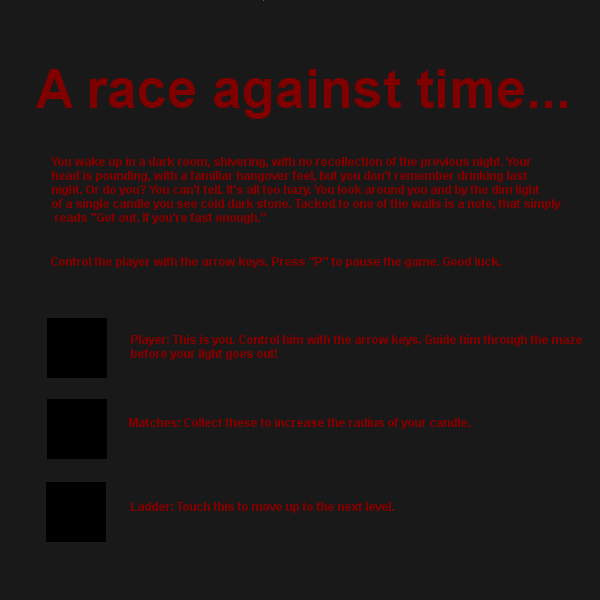 A race against time...
You wake up in a dark room, shivering, with no recollection of the previous night. Your
head is pounding, with a familiar hangover feel, but you don't remember drinking last
night. Or do you? You can't tell. It's all too hazy. You look around you and by the dim light
of a single candle you see cold dark stone. Tacked to one of the walls is a note, that simply
reads "Get out, if you're fast enough."
Control the player with the arrow keys. Press "P" to pause the game. Good luck.
Player: This is you. Control him with the arrow keys. Guide him through the maze
before your light goes out!
Matches: Collect these to increase the radius of your candle.
Ladder: Touch this to move up to the next level.